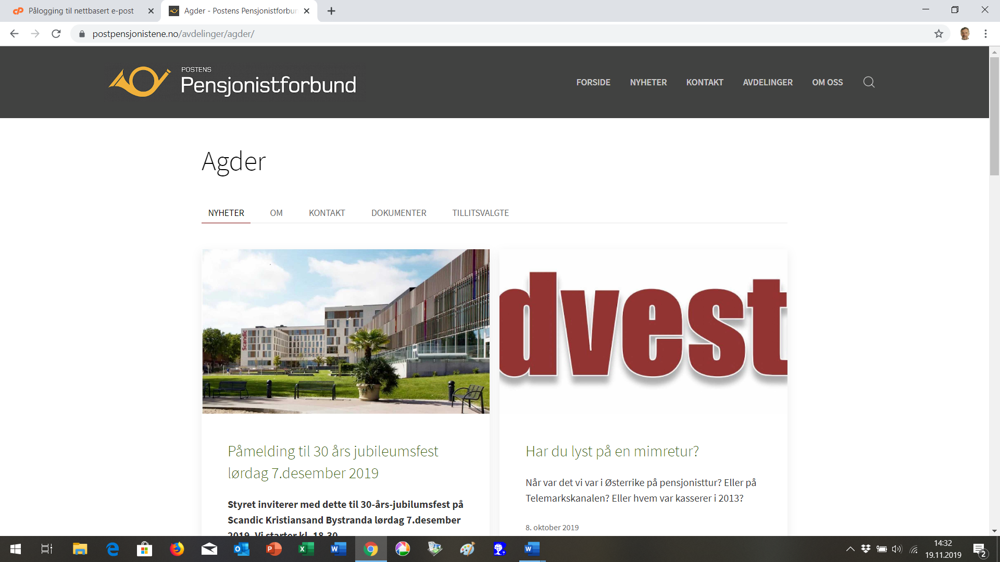 Pålogging til nettbasert e-post
Agder - Postens Pensjonistforbun
postpensjonistene.no/avdelinger/agder/
POSTENS
Pensjonistforbund
FORSIDE
NYHETER
KONTAKT
AVDELINGER
OM OSS
Agder
NYHETER
OM
KONTAKT
DOKUMENTER
TILLITSVALGTE
Scandic
dvest
Påmelding til 30 års jubileumsfest
lørdag 7.desember 2019
Styret inviterer med dette til 30-års-jubilumsfest på
Scandic Kristiansand Bystranda lørdag 7.desember
2019. Vi starter kl. 18.30
Har du lyst på en mimretur?
Når var det vi var i Østerrike på pensjonisttur? Eller på
Telemarkskanalen? Eller hvem var kasserer i 2013?
8. oktober 2019
14:32
19.11.2019
2